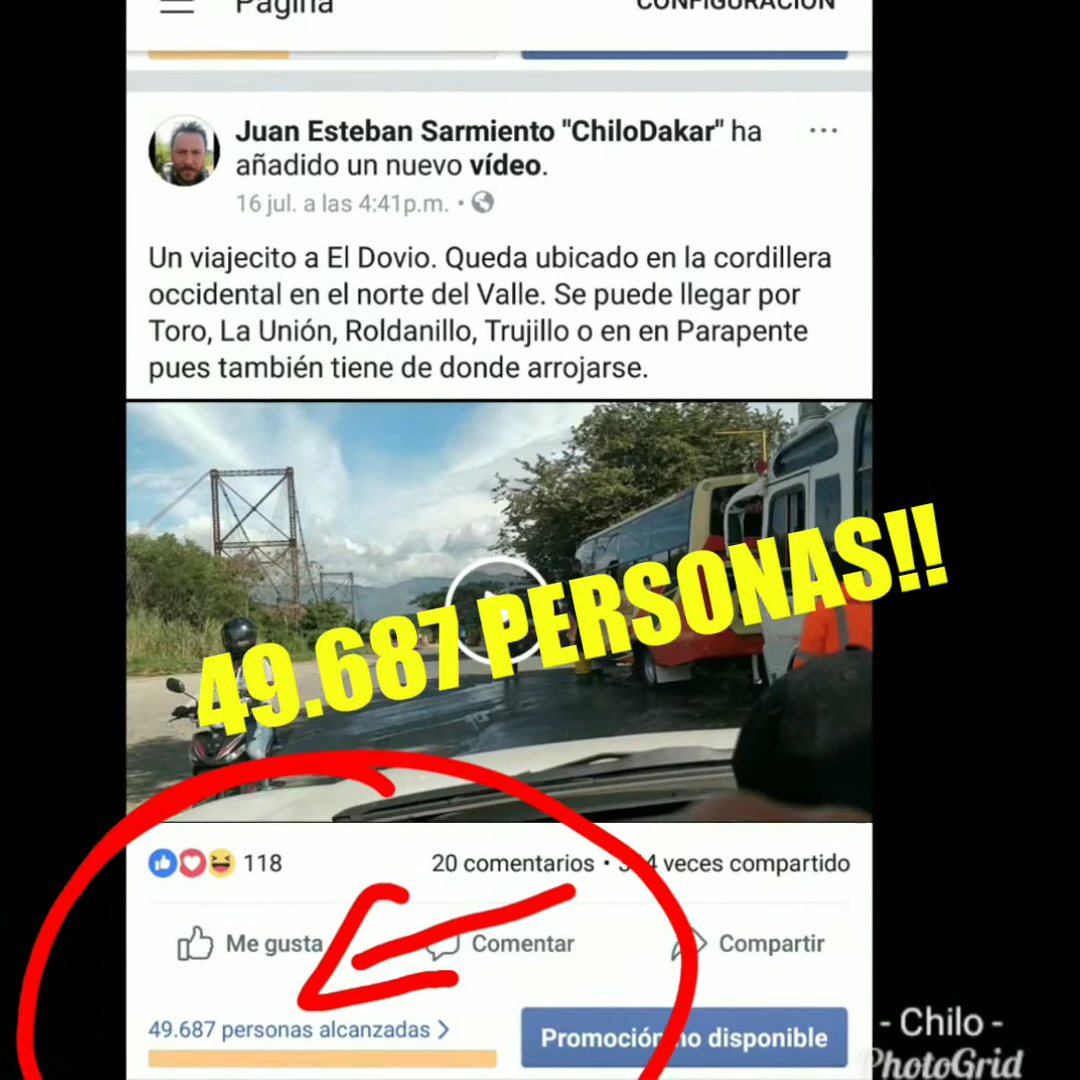 Página
CONFIGURACIÓN
Juan Esteban Sarmiento "ChiloDakar" ha
añadido un nuevo vídeo.
16 jul. a las 4:41p.m. •
Un viajecito a El Dovio. Queda ubicado en la cordillera
occidental en el norte del Valle. Se puede llegar por
Toro, La Unión, Roldanillo, Trujillo o en en Parapente
pues también tiene de donde arrojarse.
49.687 PERSONAS!!
118
20 comentarios • veces compartido
Me gusta
Comentar
Compartir
49.687 personas alcanzadas
Promoción no disponible
- Chilo -
PhotoGrid